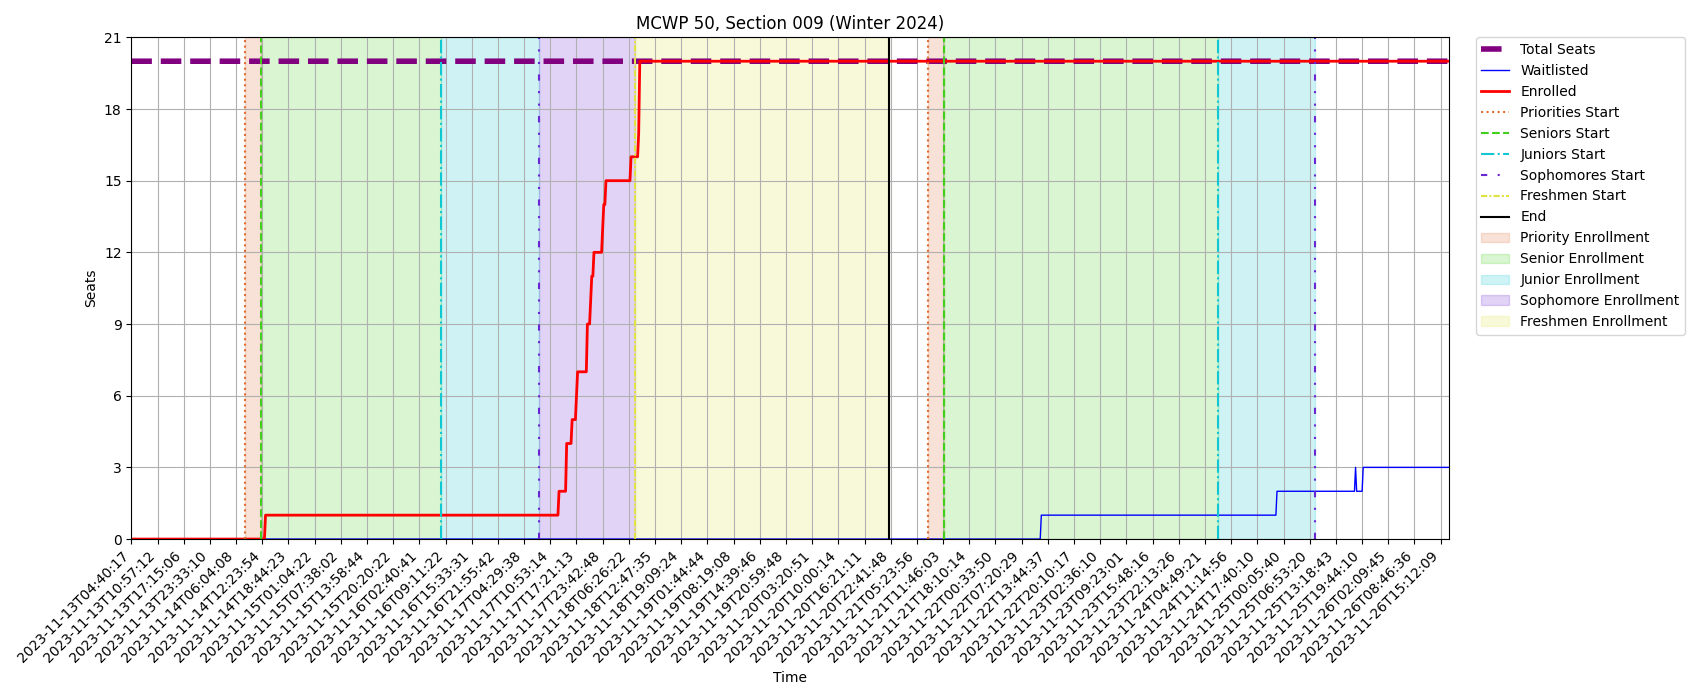 MCWP 50, Section 009 (Winter 2024)
21
18
15
12
9
6
3
0
Seats
2023-11-13T04:40:17
2023-11-13T10:57:12
2023-11-13T17:15:06
2023-11-13T23:33:10
2023-11-14T06:04:08
2023-11-14T12:23:54
2023-11-14T18:44:23
2023-11-15T01:04:22
2023-11-15T07:38:02
2023-11-15T13:58:44
2023-11-15T20:20:22
2023-11-16T02:40:41
2023-11-16T09:11:22
2023-11-16T15:33:31
2023-11-16T21:55:42
2023-11-17T04:29:38
2023-11-17T10:53:14
2023-11-17T17:21:13
2023-11-17T23:42:48
2023-11-18T06:26:22
2023-11-18T12:47:35
2023-11-18T19:09:24
2023-11-19T01:44:44
2023-11-19T08:19:08
2023-11-19T14:39:46
2023-11-19T20:59:48
2023-11-20T03:20:51
2023-11-20T10:00:14
2023-11-20T16:21:11
2023-11-20T22:41:48
2023-11-21T05:23:56
2023-11-21T11:46:03
2023-11-21T18:10:14
2023-11-22T00:33:50
2023-11-22T07:20:29
2023-11-22T13:44:37
2023-11-22T20:10:17
2023-11-23T02:36:10
2023-11-23T09:23:01
2023-11-23T15:48:16
2023-11-23T22:13:26
2023-11-24T04:49:21
2023-11-24T11:14:56
2023-11-24T17:40:10
2023-11-25T00:05:40
2023-11-25T06:53:20
2023-11-25T13:18:43
2023-11-25T19:44:10
2023-11-26T02:09:45
2023-11-26T08:46:36
2023-11-26T15:12:09
Time
Total Seats
Waitlisted
Enrolled
Priorities Start
Seniors Start
Juniors Start
Sophomores Start
Freshmen Start
End
Priority Enrollment
Senior Enrollment
Junior Enrollment
Sophomore Enrollment
Freshmen Enrollment